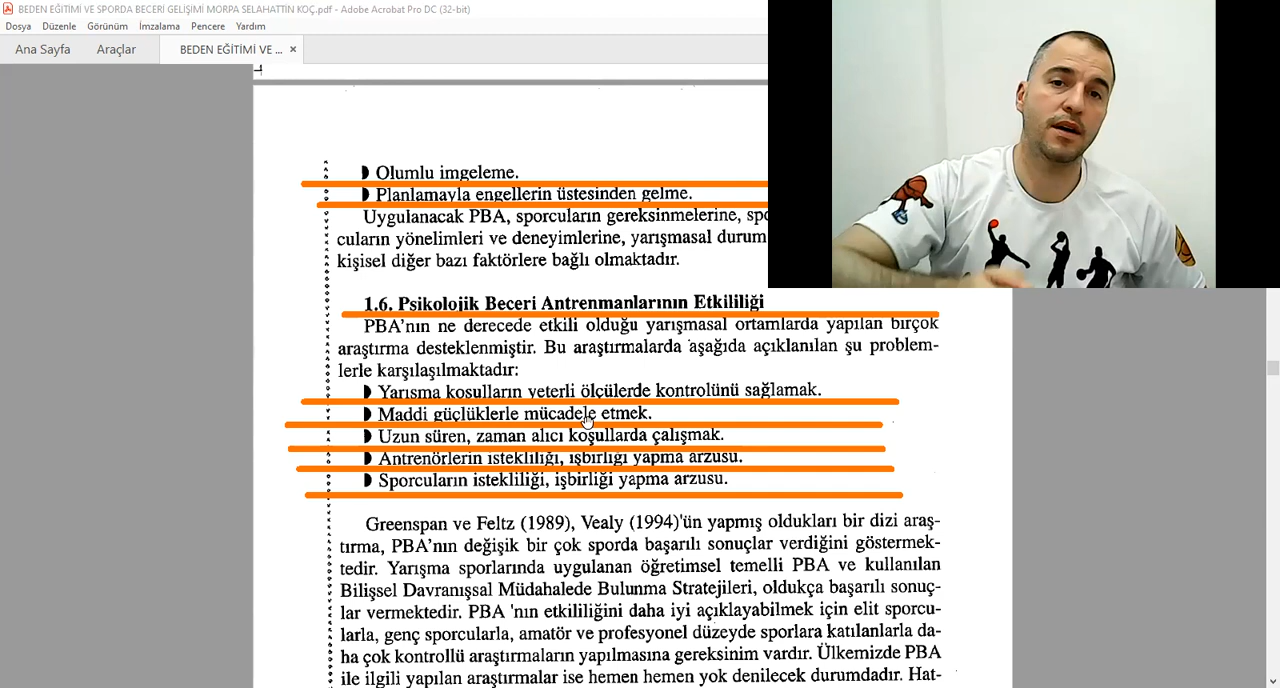 BEDEN EĞİTİMİ VE SPORDA BECERİ GELİŞİMİ MORPA SELAHATTİN KOÇ.pdf - Adobe Acrobat Pro DC (32-bit)
Dosya Düzenle Görünüm İmzalama Pencere Yardım
Ana Sayfa Araçlar BEDEN EĞİTİMİ VE ... ×
◗ Olumlu imgeleme.
◗ Planlamayla engellerin üstesinden gelme.
Uygulanacak PBA, sporcuların gereksinmelerine, spo
cuların yönelimleri ve deneyimlerine, yarışmasal durum
kişisel diğer bazı faktörlere bağlı olmaktadır.
1.6. Psikolojik Beceri Antrenmanlarının Etkililiği
PBA'nın ne derecede etkili olduğu yarışmasal ortamlarda yapılan birçok
araştırma desteklenmiştir. Bu araştırmalarda aşağıda açıklanılan şu problem-
lerle karşılaşılmaktadır:
◗ Yarışma koşulların yeterli ölçülerde kontrolünü sağlamak.
◗ Maddi güçlüklerle mücadele etmek.
◗ Uzun süren, zaman alıcı koşullarda çalışmak.
◗ Antrenörlerin istekliliği, işbirliği yapma arzusu.
◗ Sporcuların istekliliği, işbirliği yapma arzusu.
Greenspan ve Feltz (1989), Vealy (1994)'ün yapmış oldukları bir dizi araş-
tırma, PBA'nın değişik bir çok sporda başarılı sonuçlar verdiğini göstermek-
tedir. Yarışma sporlarında uygulanan öğretimsel temelli PBA ve kullanılan
Bilişsel Davranışsal Müdahalede Bulunma Stratejileri, oldukça başarılı sonuç-
lar vermektedir. PBA 'nın etkililiğini daha iyi açıklayabilmek için elit sporcu-
larla, genç sporcularla, amatör ve profesyonel düzeyde sporlara katılanlarla da-
ha çok kontrollü araştırmaların yapılmasına gereksinim vardır. Ülkemizde PBA
ile ilgili yapılan araştırmalar ise hemen hemen yok denilecek durumdadır. Hat-